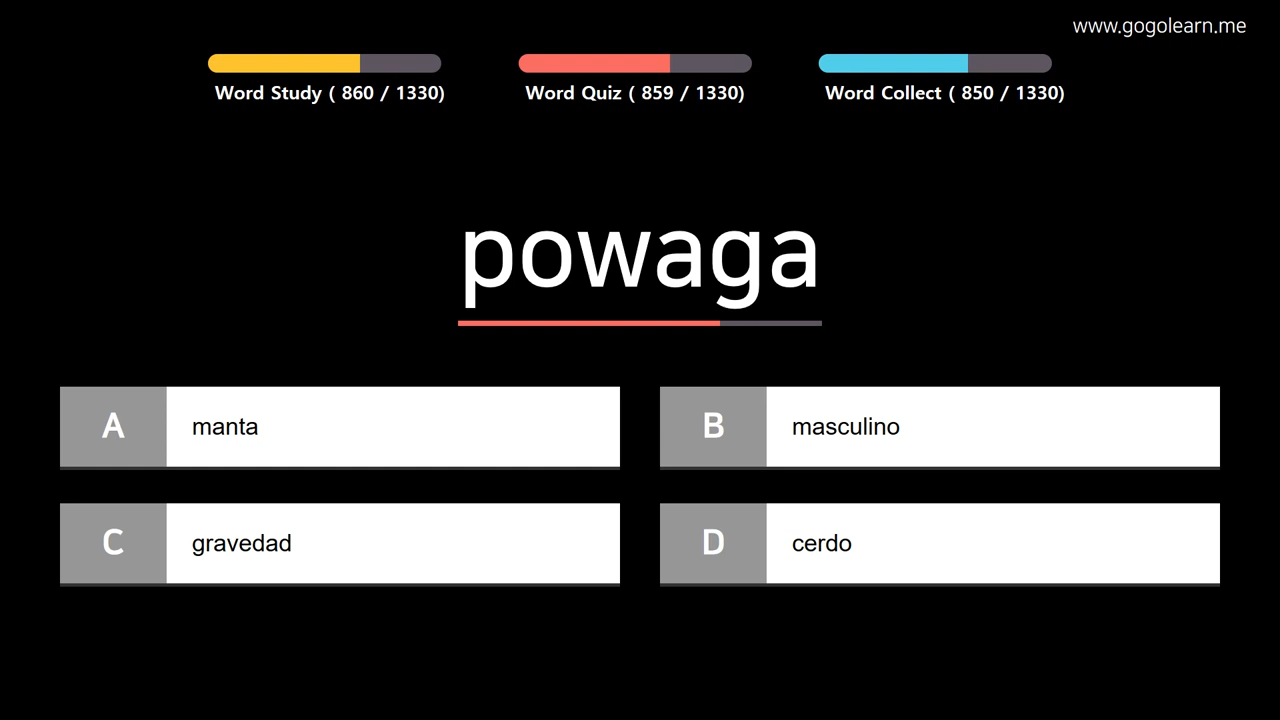 www.gogolearn.me
Word Study ( 860 / 1330)
Word Quiz ( 859 / 1330)
Word Collect ( 850 / 1330)
powaga
A manta
B masculino
C gravedad
D cerdo